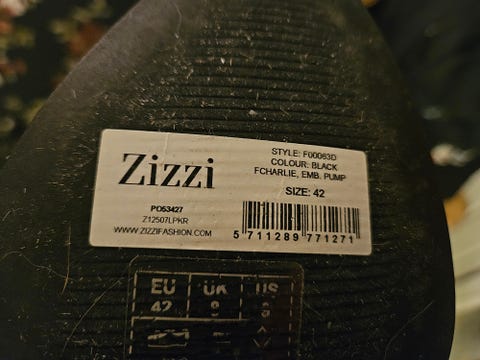 Zizzi
STYLE: F00063D
COLOUR: BLACK
FCHARLIE, EMB. PUMP
SIZE: 42
PO53427
Z12507LPKR
WWW.ZIZZIFASHION.COM
5 711289 771271
EU UK US
42